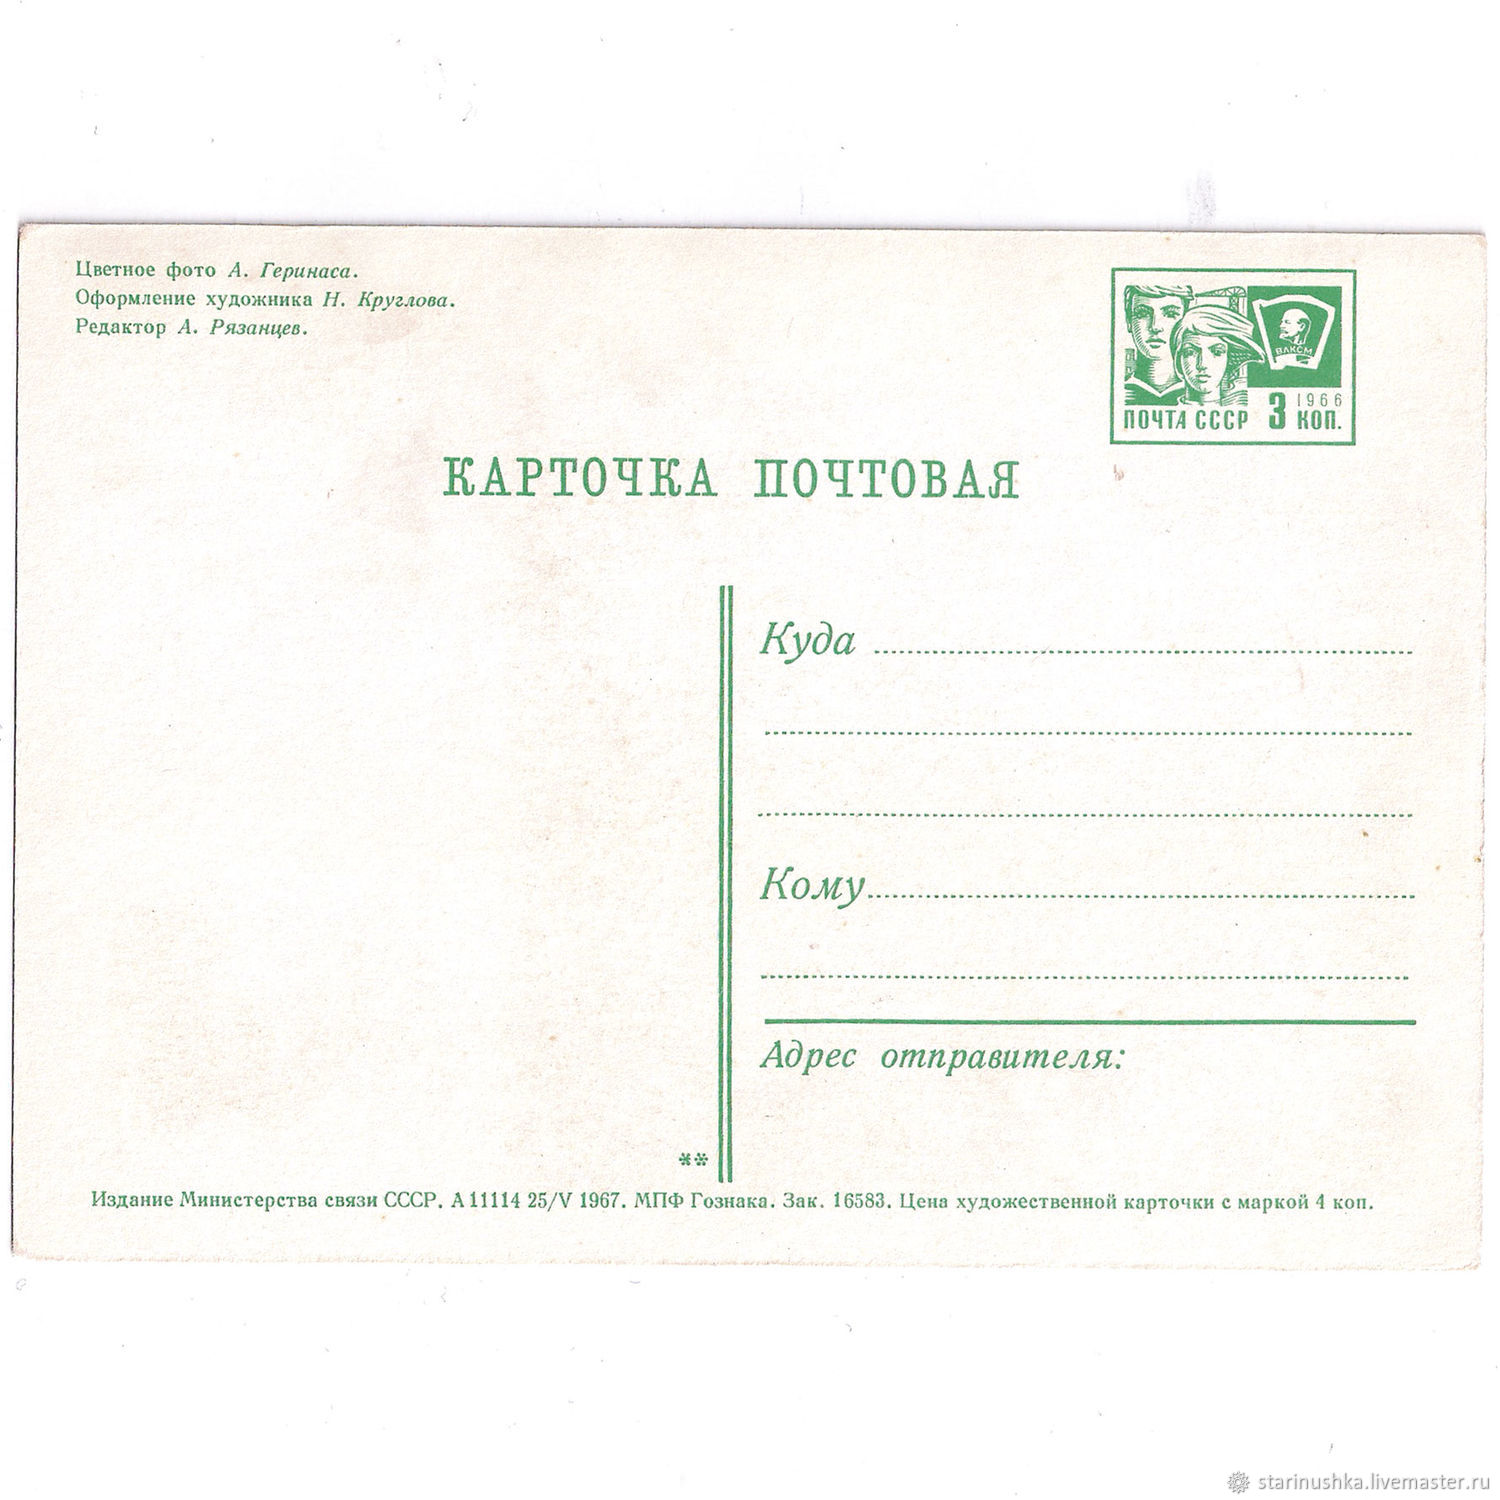 Цветное фото А. Геринаса.
Оформление художника Н. Круглова.
Редактор А. Рязанцев.
ВЛКСМ
1966
ПОЧТА СССР 3 КОП.
КАРТОЧКА ПОЧТОВАЯ
Куда
Кому
Адрес отправителя:
**
Издание Министерства связи СССР. А 11114 25/V 1967. МПФ Гознака. Зак. 16583. Цена художественной карточки с маркой 4 коп.
starinushka.livemaster.ru